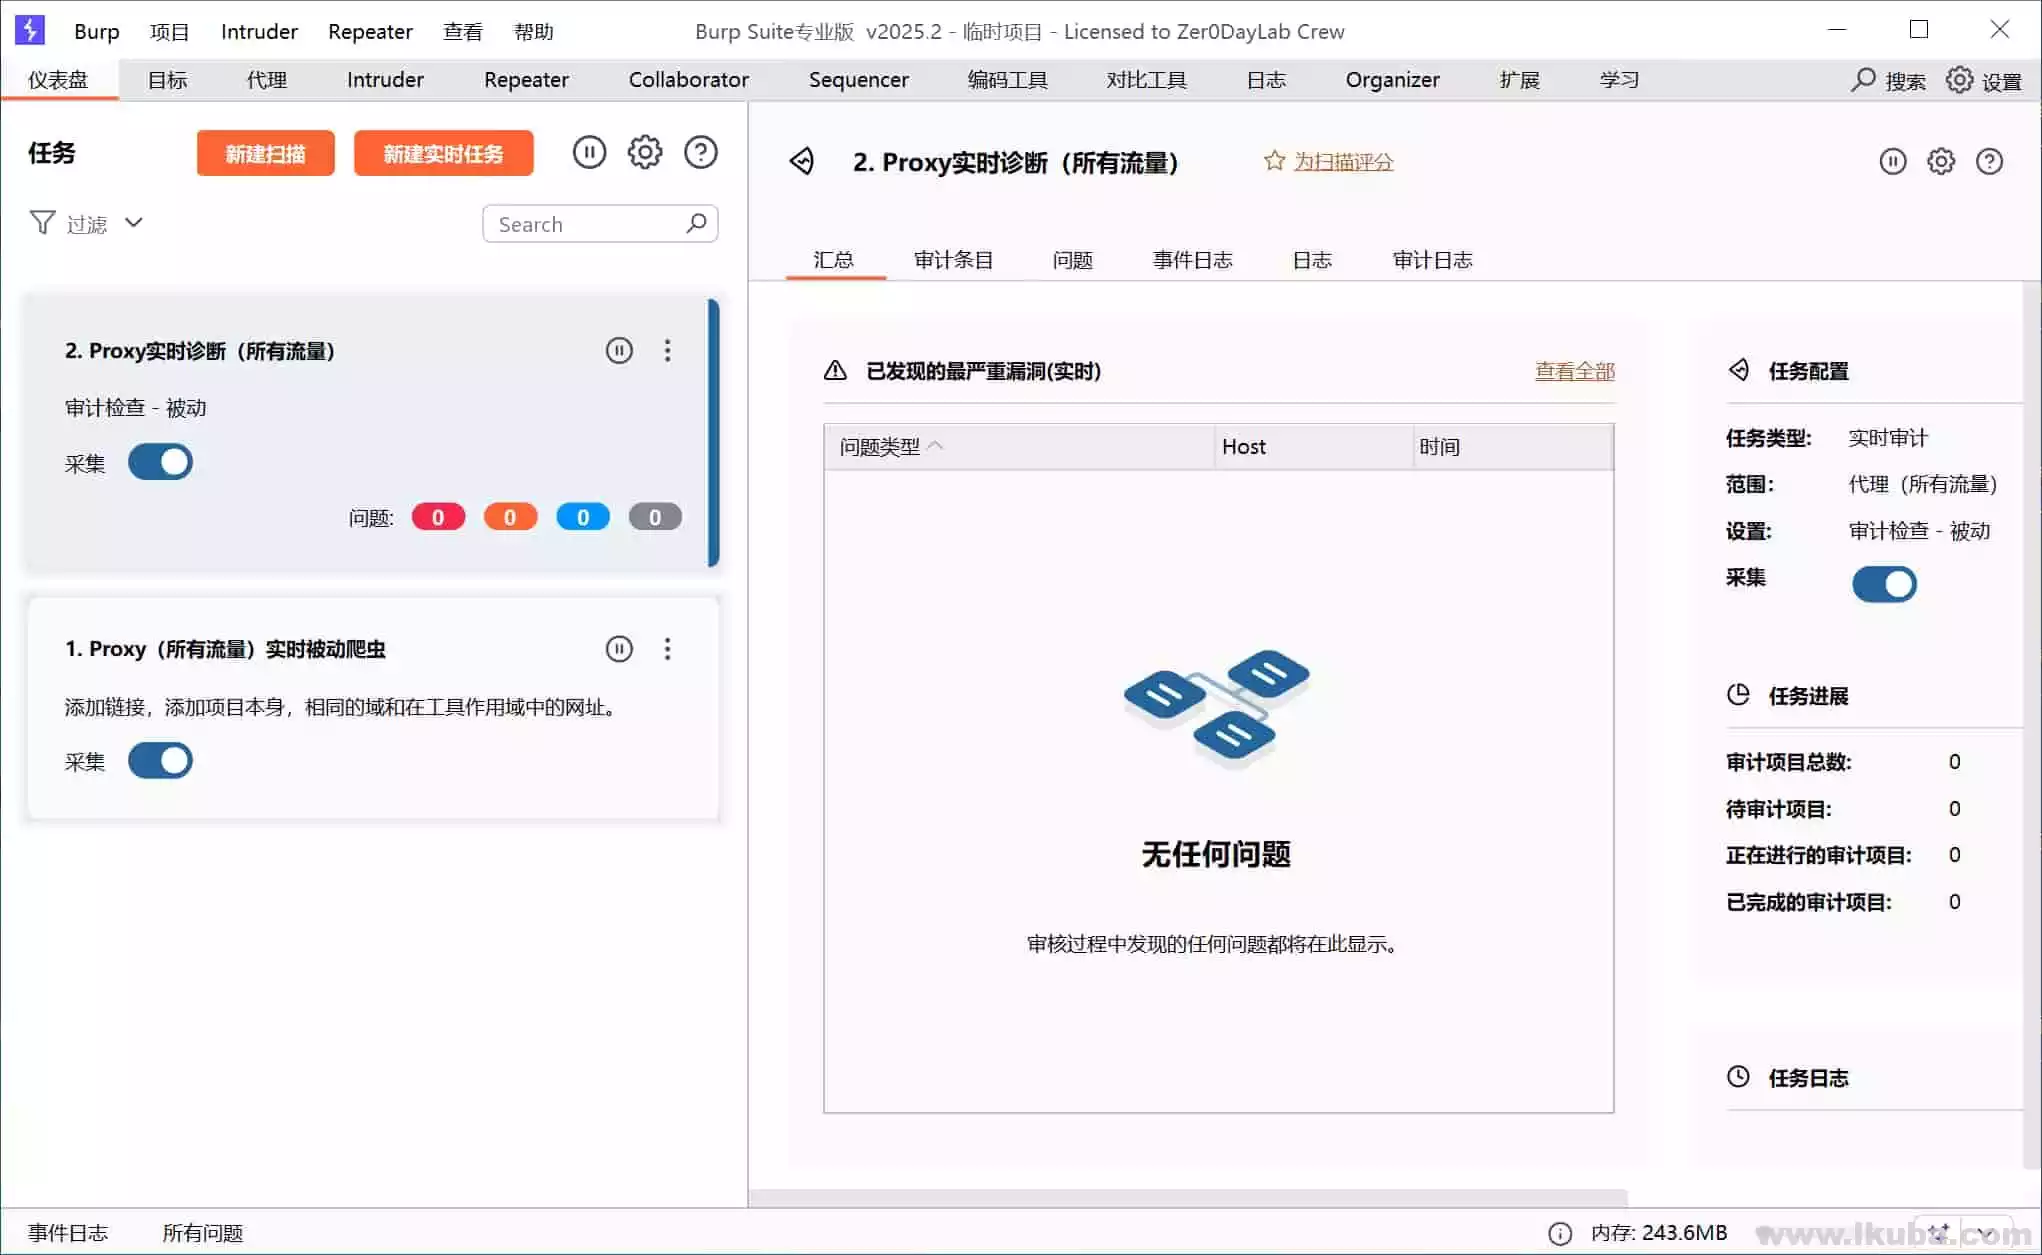 Burp 项目 Intruder Repeater 查看 帮助 Burp Suite专业版 v2025.2 - 临时项目 - Licensed to Zer0DayLab Crew
仪表盘 目标 代理 Intruder Repeater Collaborator Sequencer 编码工具 对比工具 日志 Organizer 扩展 学习 搜索 设置
任务 新建扫描 新建实时任务
过滤 Search
2. Proxy实时诊断（所有流量）
审计检查 - 被动
采集
问题: 0 0 0 0
1. Proxy（所有流量）实时被动爬虫
添加链接，添加项目本身，相同的域和在工具作用域中的网址。
采集
2. Proxy实时诊断（所有流量） 为扫描评分
汇总 审计条目 问题 事件日志 日志 审计日志
已发现的最严重漏洞(实时) 查看全部
问题类型 Host 时间
无任何问题
审核过程中发现的任何问题都将在此显示。
任务配置
任务类型: 实时审计
范围: 代理（所有流量）
设置: 审计检查 - 被动
采集
任务进展
审计项目总数: 0
待审计项目: 0
正在进行的审计项目: 0
已完成的审计项目: 0
任务日志
事件日志 所有问题 内存: 243.6MB www.lkuba.com